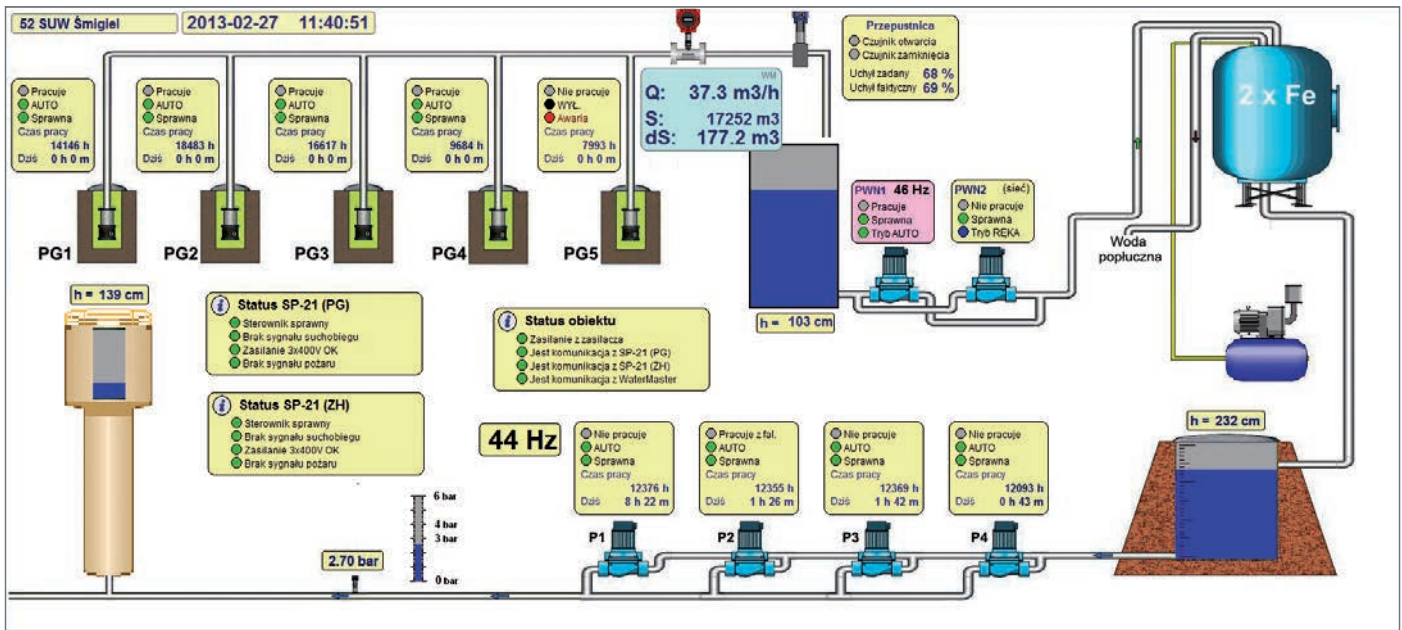 52 SUW Śmigiel
2013-02-27 11:40:51
Pracuje
AUTO
Sprawna
Czas pracy
14146 h
Dziś 0 h 0 m
PG1
Pracuje
AUTO
Sprawna
Czas pracy
18483 h
Dziś 0 h 0 m
PG2
Pracuje
AUTO
Sprawna
Czas pracy
16617 h
Dziś 0 h 0 m
PG3
Pracuje
AUTO
Sprawna
Czas pracy
9684 h
Dziś 0 h 0 m
PG4
Nie pracuje
WYŁ.
Awaria
Czas pracy
7993 h
Dziś 0 h 0 m
PG5
WM
Q: 37.3 m3/h
S: 17252 m3
dS: 177.2 m3
Przepustnica
Czujnik otwarcia
Czujnik zamknięcia
Uchył zadany 68 %
Uchył faktyczny 69 %
2 x Fe
h = 103 cm
PWN1 46 Hz
Pracuje
Sprawna
Tryb AUTO
PWN2 (sieć)
Nie pracuje
Sprawna
Tryb RĘKA
Woda
popłuczna
h = 139 cm
Status SP-21 (PG)
Sterownik sprawny
Brak sygnału suchobiegu
Zasilanie 3x400V OK
Brak sygnału pożaru
Status SP-21 (ZH)
Sterownik sprawny
Brak sygnału suchobiegu
Zasilanie 3x400V OK
Brak sygnału pożaru
Status obiektu
Zasilanie z zasilacza
Jest komunikacja z SP-21 (PG)
Jest komunikacja z SP-21 (ZH)
Jest komunikacja z WaterMaster
44 Hz
Nie pracuje
AUTO
Sprawna
Czas pracy
12376 h
Dziś 8 h 22 m
P1
Pracuje z fal.
AUTO
Sprawna
Czas pracy
12355 h
Dziś 1 h 26 m
P2
Nie pracuje
AUTO
Sprawna
Czas pracy
12369 h
Dziś 1 h 42 m
P3
Nie pracuje
AUTO
Sprawna
Czas pracy
12093 h
Dziś 0 h 43 m
P4
h = 232 cm
6 bar
4 bar
3 bar
0 bar
2.70 bar